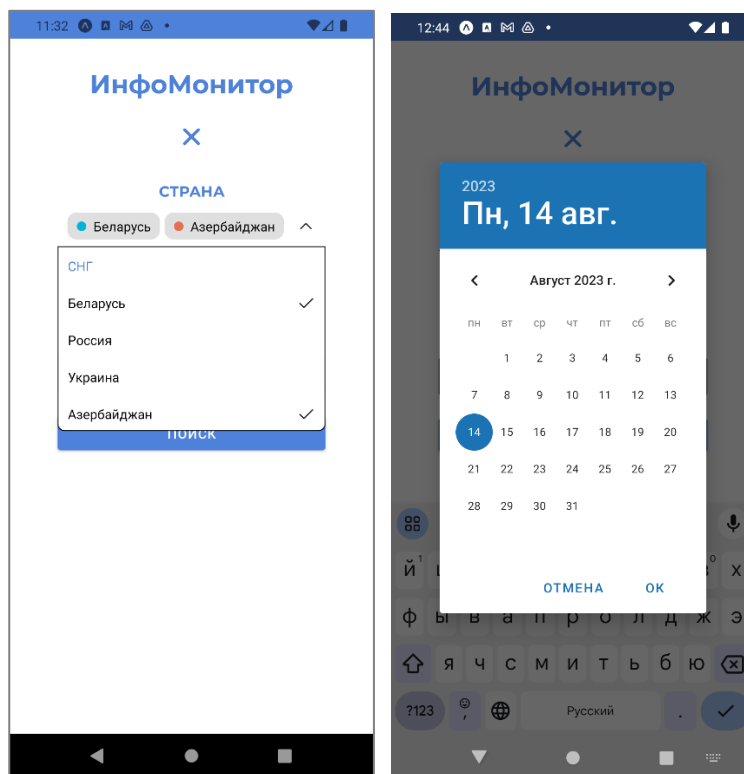 11:32
ИнфоМонитор
СТРАНА
Беларусь Азербайджан
СНГ
Беларусь
Россия
Украина
Азербайджан
ПОИСК
12:44
ИнфоМонитор
2023
Пн, 14 авг.
Август 2023 г.
пн вт ср чт пт сб вс
1 2 3 4 5 6
7 8 9 10 11 12 13
14 15 16 17 18 19 20
21 22 23 24 25 26 27
28 29 30 31
ОТМЕНА ОК
й 1 0 х
ф ы в а п р о л д ж э
я ч с м и т ь б ю
?123 , Русский .